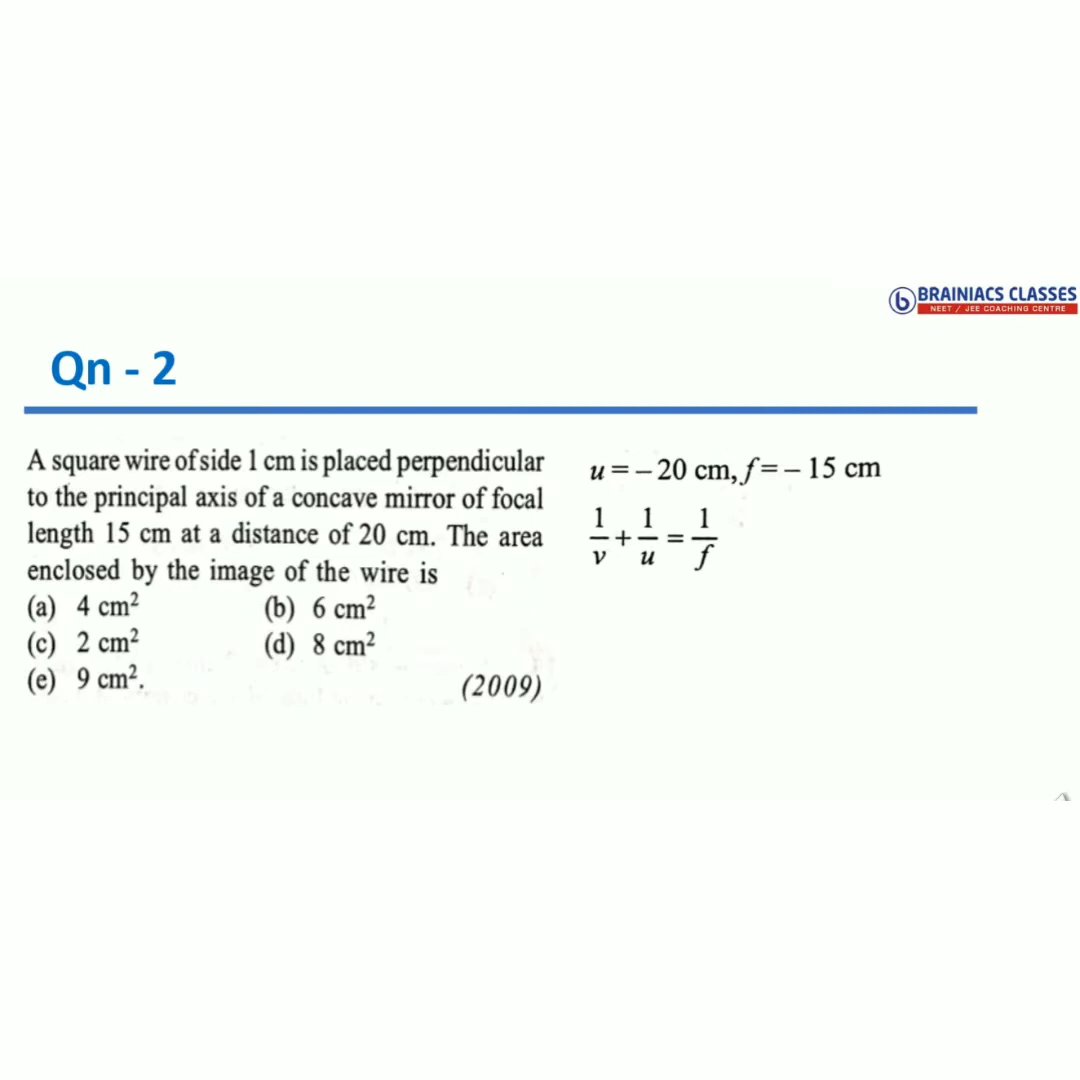 BRAINIACS CLASSES
NEET / JEE COACHING CENTRE
Qn - 2
A square wire of side 1 cm is placed perpendicular
to the principal axis of a concave mirror of focal
length 15 cm at a distance of 20 cm. The area
enclosed by the image of the wire is
(a) 4 cm² (b) 6 cm²
(c) 2 cm² (d) 8 cm²
(e) 9 cm². (2009)
u = – 20 cm, f = – 15 cm
1/v + 1/u = 1/f